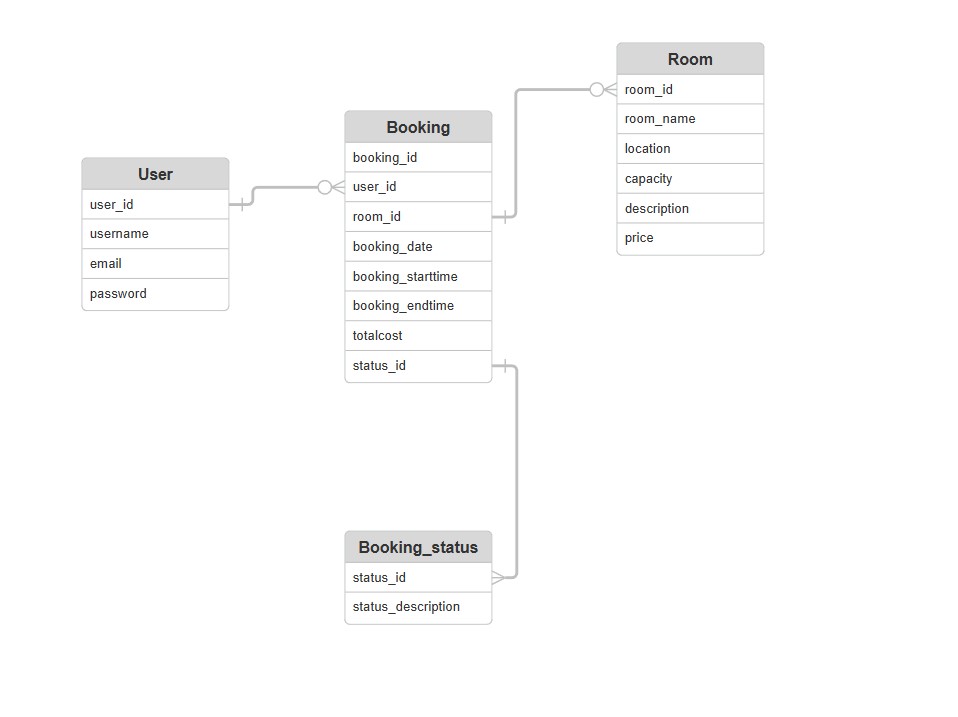 User
user_id
username
email
password
Booking
booking_id
user_id
room_id
booking_date
booking_starttime
booking_endtime
totalcost
status_id
Room
room_id
room_name
location
capacity
description
price
Booking_status
status_id
status_description